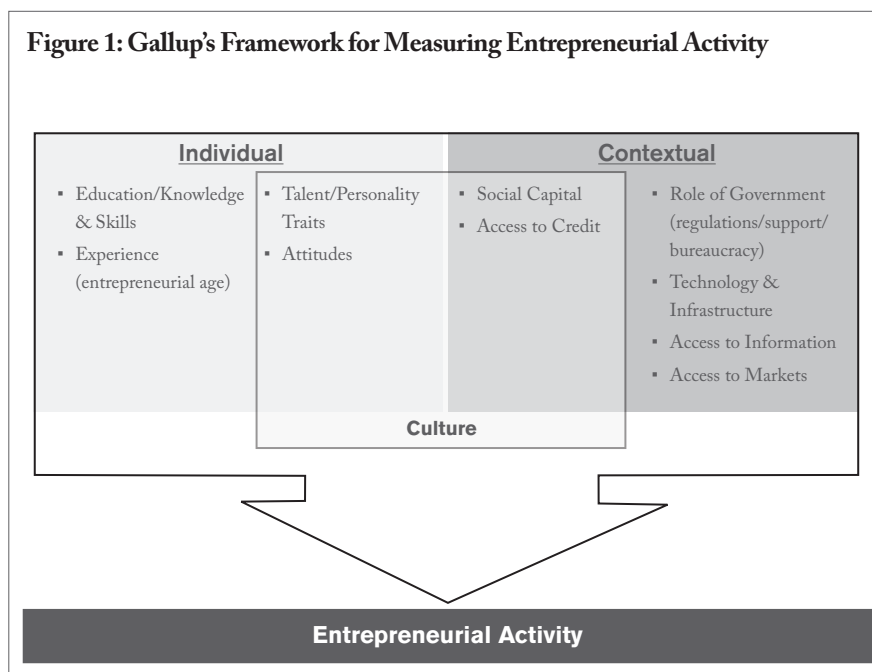 Figure 1: Gallup's Framework for Measuring Entrepreneurial Activity
Individual
▪ Education/Knowledge
& Skills
▪ Experience
(entrepreneurial age)
▪ Talent/Personality
Traits
▪ Attitudes
Contextual
▪ Social Capital
▪ Access to Credit
▪ Role of Government
(regulations/support/
bureaucracy)
▪ Technology &
Infrastructure
▪ Access to Information
▪ Access to Markets
Culture
Entrepreneurial Activity